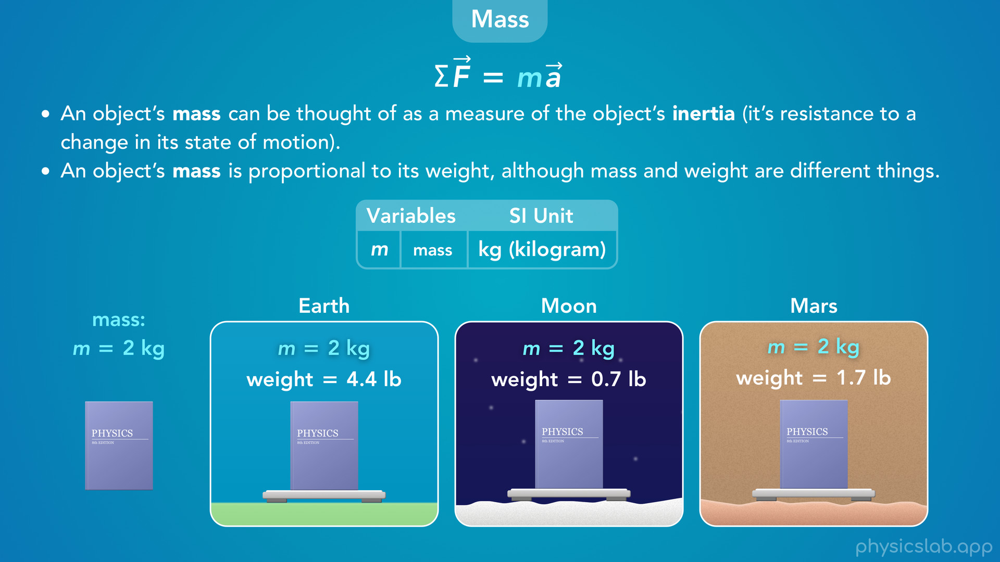 Mass
ΣF⃗ = ma⃗
• An object’s mass can be thought of as a measure of the object’s inertia (it’s resistance to a
change in its state of motion).
• An object’s mass is proportional to its weight, although mass and weight are different things.
Variables SI Unit
m mass kg (kilogram)
mass:
m = 2 kg
PHYSICS
8th EDITION
Earth
m = 2 kg
weight = 4.4 lb
PHYSICS
8th EDITION
Moon
m = 2 kg
weight = 0.7 lb
PHYSICS
8th EDITION
Mars
m = 2 kg
weight = 1.7 lb
PHYSICS
8th EDITION
physicslab.app